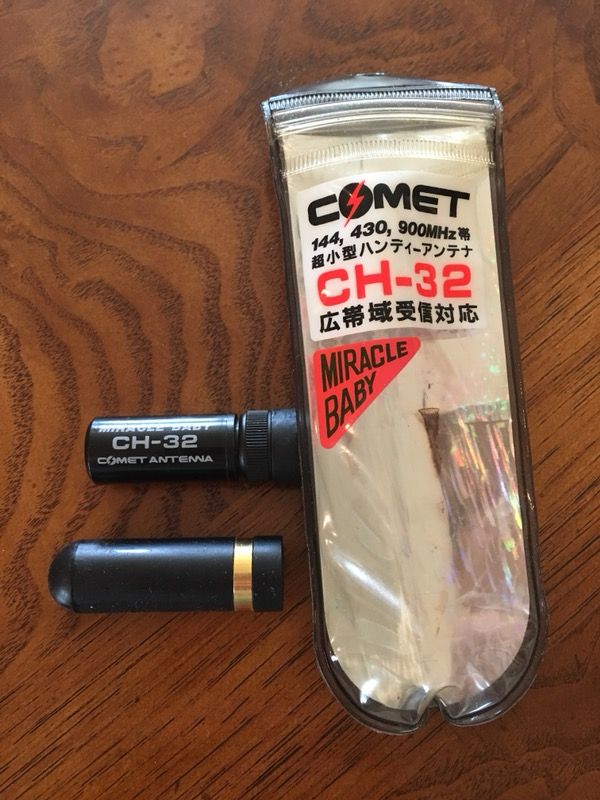 COMET
144, 430, 900MHz帯
超小型ハンディーアンテナ
CH-32
広帯域受信対応
MIRACLE
BABY
MIRACLE BABY
CH-32
COMET ANTENNA